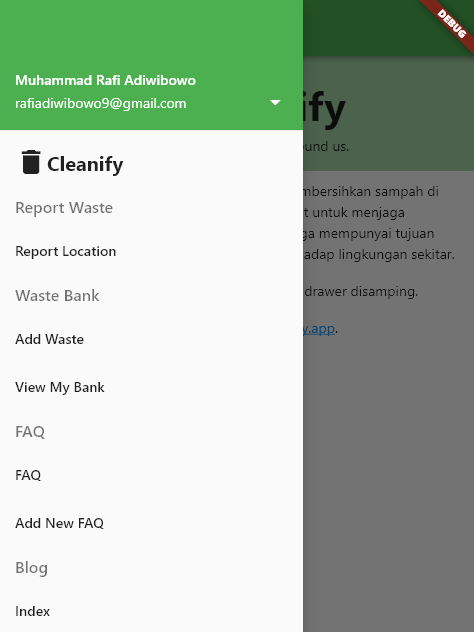 DEBUG
Muhammad Rafi Adiwibowo
rafiadiwibowo9@gmail.com
Cleanify
Report Waste
Report Location
Waste Bank
Add Waste
View My Bank
FAQ
FAQ
Add New FAQ
Blog
Index
ify
und us.
mbersihkan sampah di
t untuk menjaga
ga mempunyai tujuan
adap lingkungan sekitar.
drawer disamping.
y.app.